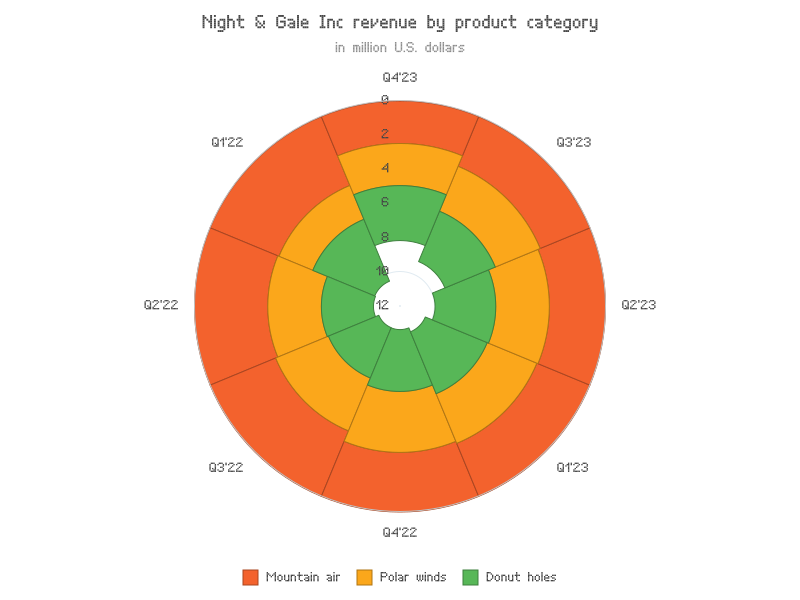 Night & Gale Inc revenue by product category
in million U.S. dollars
Q4'23
0
Q1'22
2
Q3'23
4
6
8
10
Q2'22
12
Q2'23
Q3'22
Q1'23
Q4'22
Mountain air
Polar winds
Donut holes